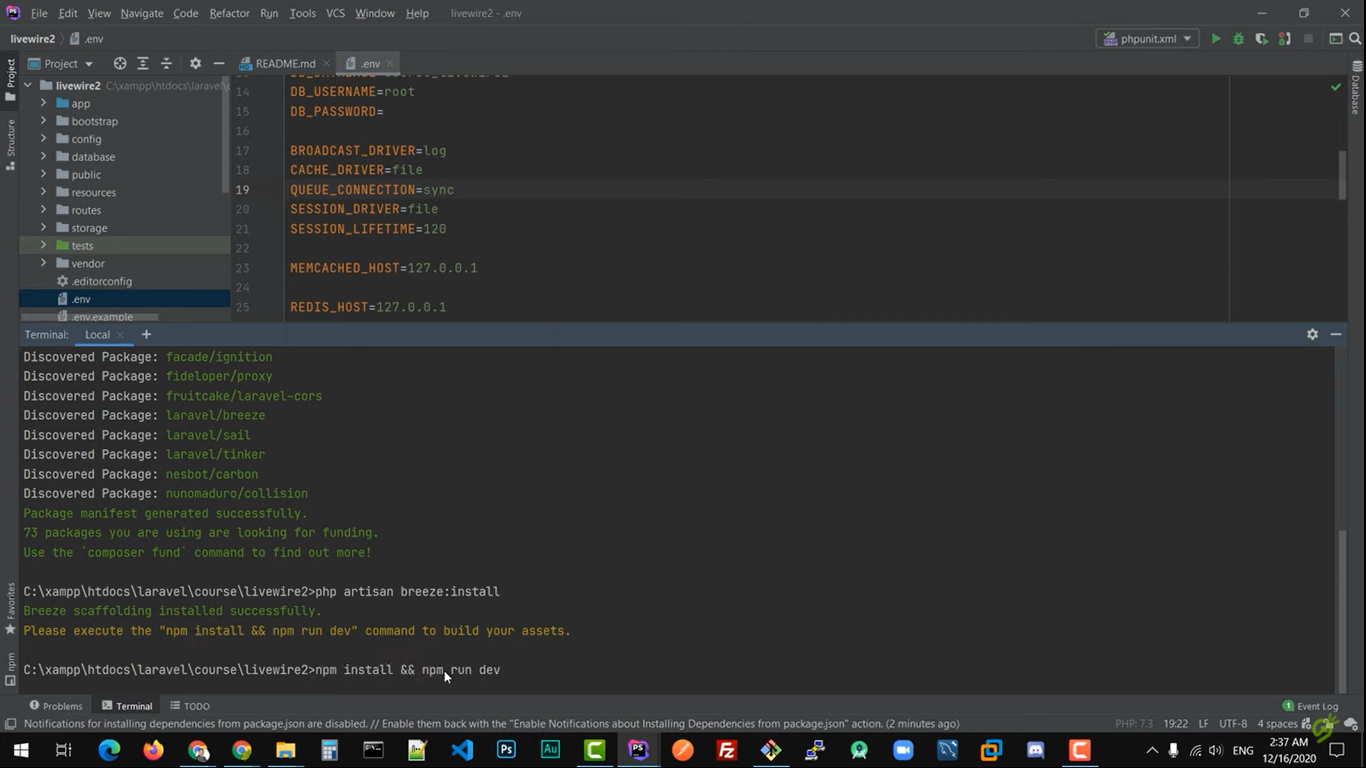 File Edit View Navigate Code Refactor Run Tools VCS Window Help livewire2 - .env
livewire2 .env phpunit.xml
Project README.md .env
livewire2 C:\xampp\htdocs\laravel\
app
bootstrap
config
database
public
resources
routes
storage
tests
vendor
.editorconfig
.env
.env.example
14 DB_USERNAME=root
15 DB_PASSWORD=
16
17 BROADCAST_DRIVER=log
18 CACHE_DRIVER=file
19 QUEUE_CONNECTION=sync
20 SESSION_DRIVER=file
21 SESSION_LIFETIME=120
22
23 MEMCACHED_HOST=127.0.0.1
24
25 REDIS_HOST=127.0.0.1
Project
Structure
Favorites
npm
Database
Terminal: Local
Discovered Package: facade/ignition
Discovered Package: fideloper/proxy
Discovered Package: fruitcake/laravel-cors
Discovered Package: laravel/breeze
Discovered Package: laravel/sail
Discovered Package: laravel/tinker
Discovered Package: nesbot/carbon
Discovered Package: nunomaduro/collision
Package manifest generated successfully.
73 packages you are using are looking for funding.
Use the `composer fund` command to find out more!
C:\xampp\htdocs\laravel\course\livewire2>php artisan breeze:install
Breeze scaffolding installed successfully.
Please execute the "npm install && npm run dev" command to build your assets.
C:\xampp\htdocs\laravel\course\livewire2>npm install && npm run dev
Problems Terminal TODO Event Log
Notifications for installing dependencies from package.json are disabled. // Enable them back with the "Enable Notifications about Installing Dependencies from package.json" action. (2 minutes ago) PHP: 7.3 19:22 LF UTF-8 4 spaces
ENG 2:37 AM
12/16/2020